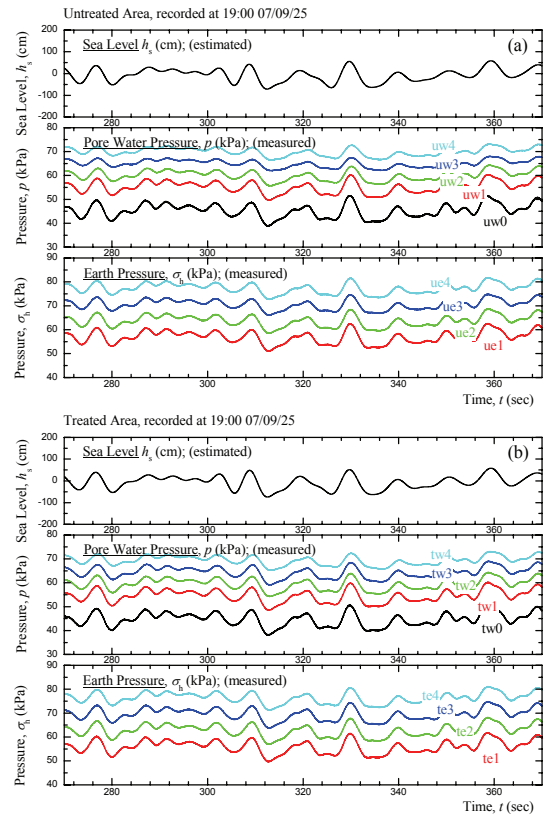 Untreated Area, recorded at 19:00 07/09/25
Sea Level, hs (cm)
200
100
0
-100
-200
Sea Level hs (cm); (estimated)
(a)
280 300 320 340 360
Pressure, p (kPa)
80
70
60
50
40
30
Pore Water Pressure, p (kPa); (measured)
uw4
uw3
uw2
uw1
uw0
280 300 320 340 360
Pressure, σh (kPa)
90
80
70
60
50
40
Earth Pressure, σh (kPa); (measured)
ue4
ue3
ue2
ue1
280 300 320 340 360
Time, t (sec)
Treated Area, recorded at 19:00 07/09/25
Sea Level, hs (cm)
200
100
0
-100
-200
Sea Level hs (cm); (estimated)
(b)
280 300 320 340 360
Pressure, p (kPa)
80
70
60
50
40
30
Pore Water Pressure, p (kPa); (measured)
tw4
tw3
tw2
tw1
tw0
280 300 320 340 360
Pressure, σh (kPa)
90
80
70
60
50
40
Earth Pressure, σh (kPa); (measured)
te4
te3
te2
te1
280 300 320 340 360
Time, t (sec)